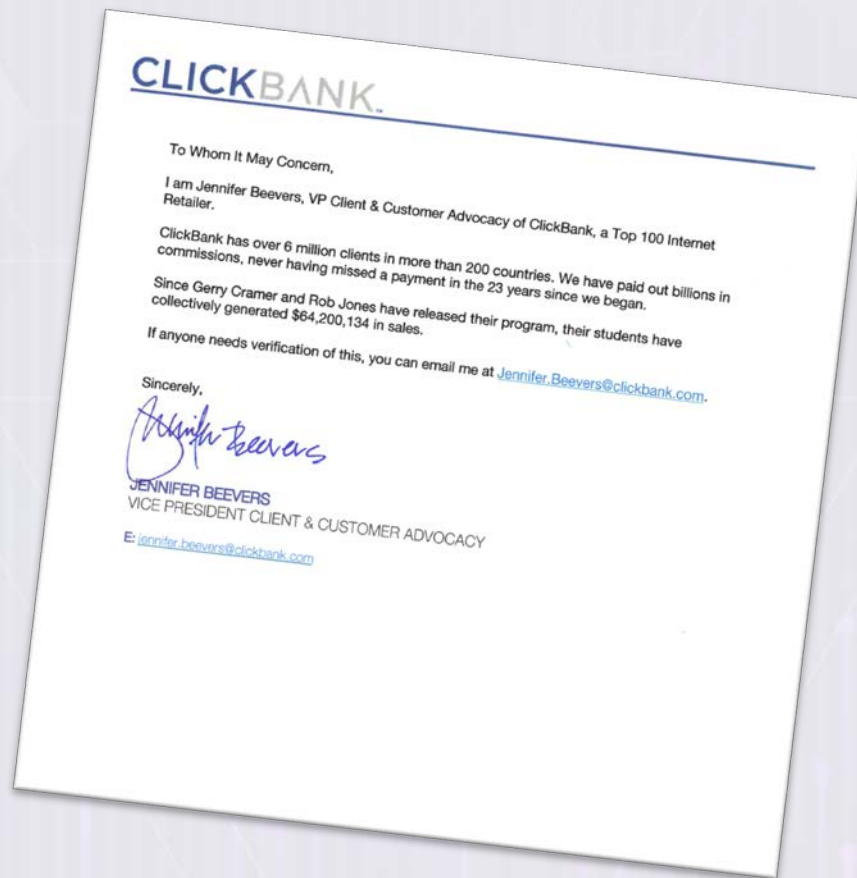 CLICKBANK™
To Whom It May Concern,
I am Jennifer Beevers, VP Client & Customer Advocacy of ClickBank, a Top 100 Internet
Retailer.
ClickBank has over 6 million clients in more than 200 countries. We have paid out billions in
commissions, never having missed a payment in the 23 years since we began.
Since Gerry Cramer and Rob Jones have released their program, their students have
collectively generated $64,200,134 in sales.
If anyone needs verification of this, you can email me at Jennifer.Beevers@clickbank.com.
Sincerely,
Jennifer Beevers
JENNIFER BEEVERS
VICE PRESIDENT CLIENT & CUSTOMER ADVOCACY
E: jennifer.beevers@clickbank.com